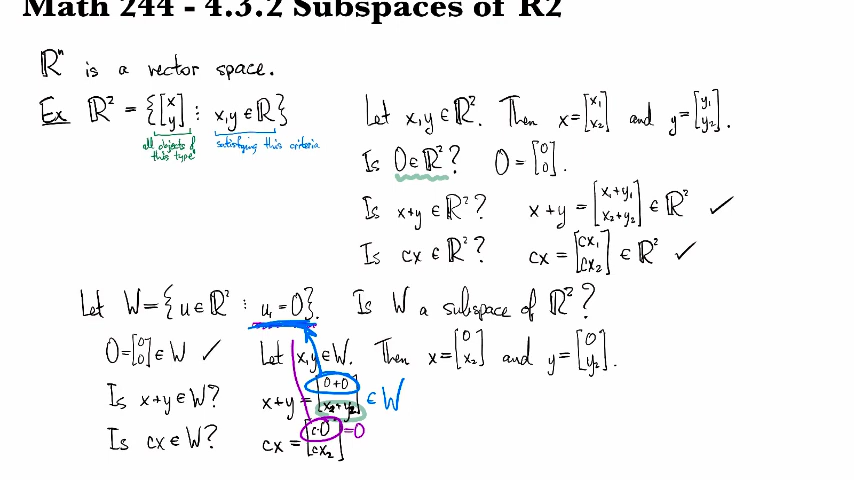 Math 244 - 4.3.2 Subspaces of R2
ℝⁿ is a vector space.
Ex ℝ² = {[x y] : x,y ∈ ℝ}
all objects of this type
satisfying this criteria
Let x,y ∈ ℝ². Then x = [x₁ x₂] and y = [y₁ y₂].
Is 0 ∈ ℝ²? 0 = [0 0].
Is x+y ∈ ℝ²? x+y = [x₁+y₁ x₂+y₂] ∈ ℝ² ✓
Is cx ∈ ℝ²? cx = [cx₁ cx₂] ∈ ℝ² ✓
Let W = {u ∈ ℝ² : u₁ = 0}. Is W a subspace of ℝ²?
0 = [0 0] ∈ W ✓ Let x,y ∈ W. Then x = [0 x₂] and y = [0 y₂].
Is x+y ∈ W? x+y = [0+0 x₂+y₂] ∈ W
Is cx ∈ W? cx = [c·0 cx₂] = 0